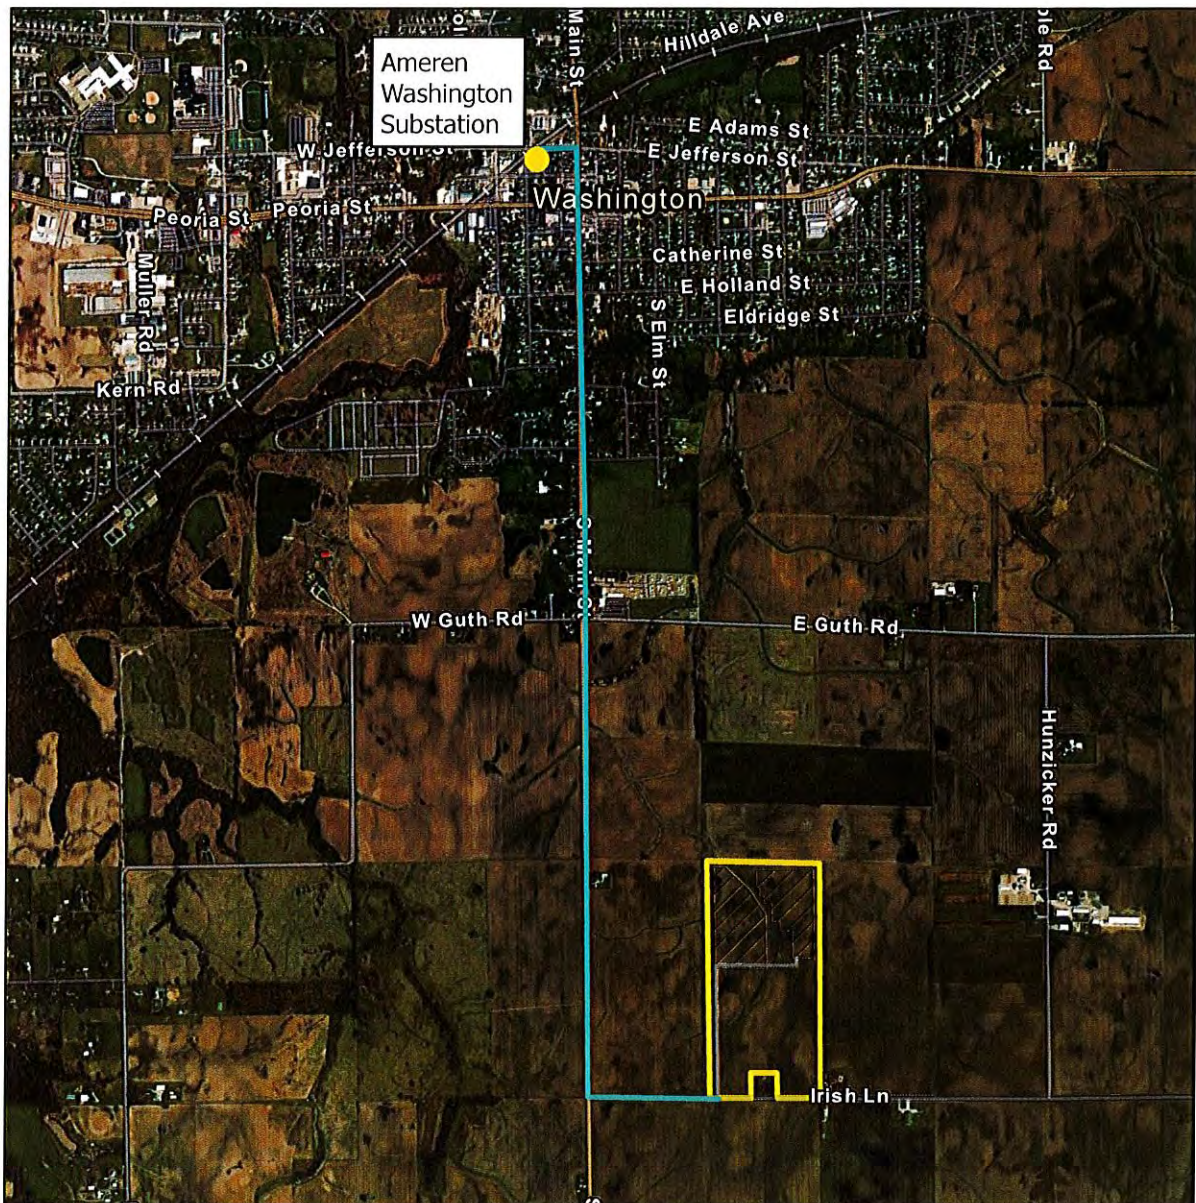 Main St
Hilldale Ave
Ameren
Washington
Substation
E Adams St
W Jefferson St
E Jefferson St
Washington
Peoria St
Peoria St
Catherine St
Muller Rd
E Holland St
S Elm St
Eldridge St
Kern Rd
S Main St
W Guth Rd
E Guth Rd
Hunzicker Rd
Irish Ln